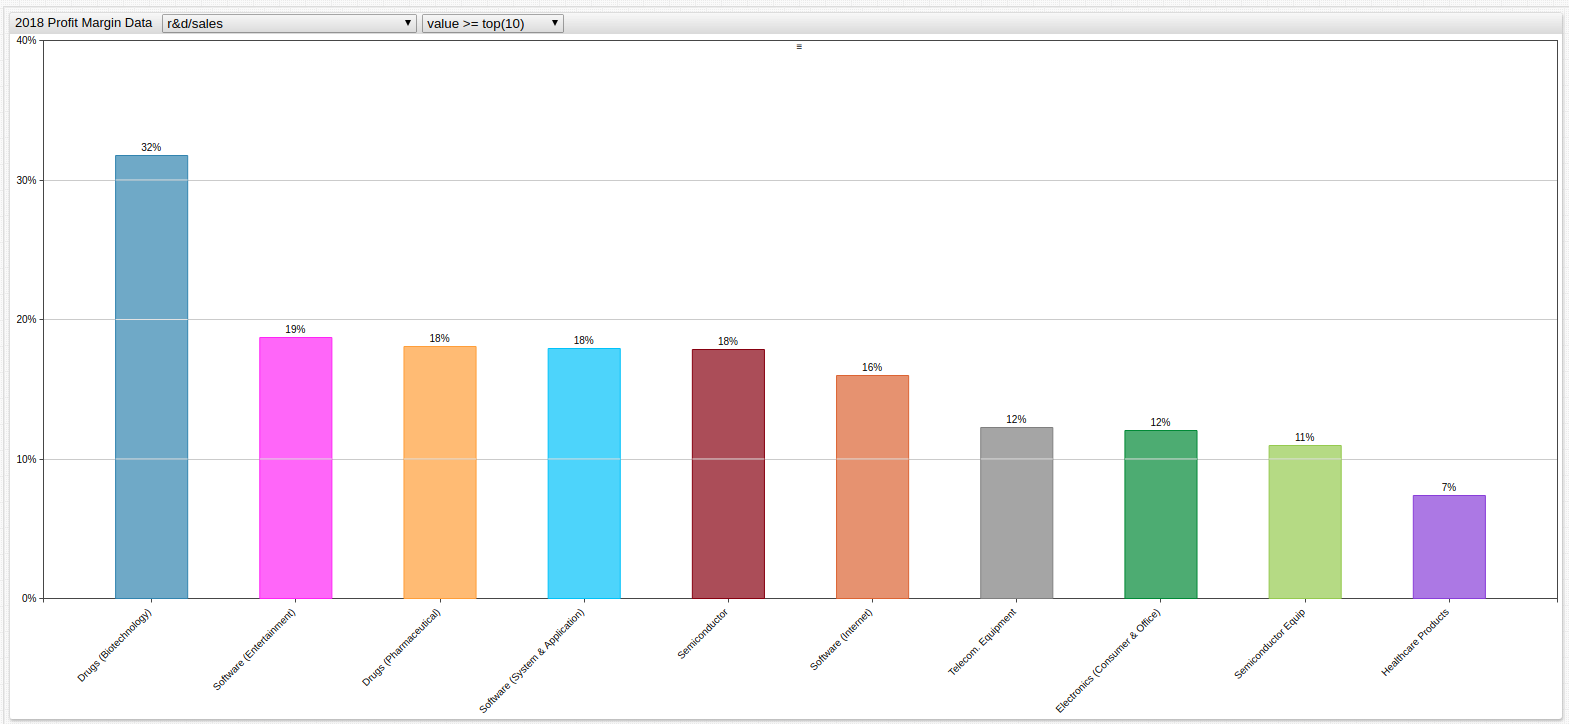 2018 Profit Margin Data r&d/sales ▼ value >= top(10) ▼
≡
40%
30%
20%
10%
0%
32%
19%
18%
18%
18%
16%
12%
12%
11%
7%
Drugs (Biotechnology)
Software (Entertainment)
Drugs (Pharmaceutical)
Software (System & Application)
Semiconductor
Software (Internet)
Telecom. Equipment
Electronics (Consumer & Office)
Semiconductor Equip
Healthcare Products